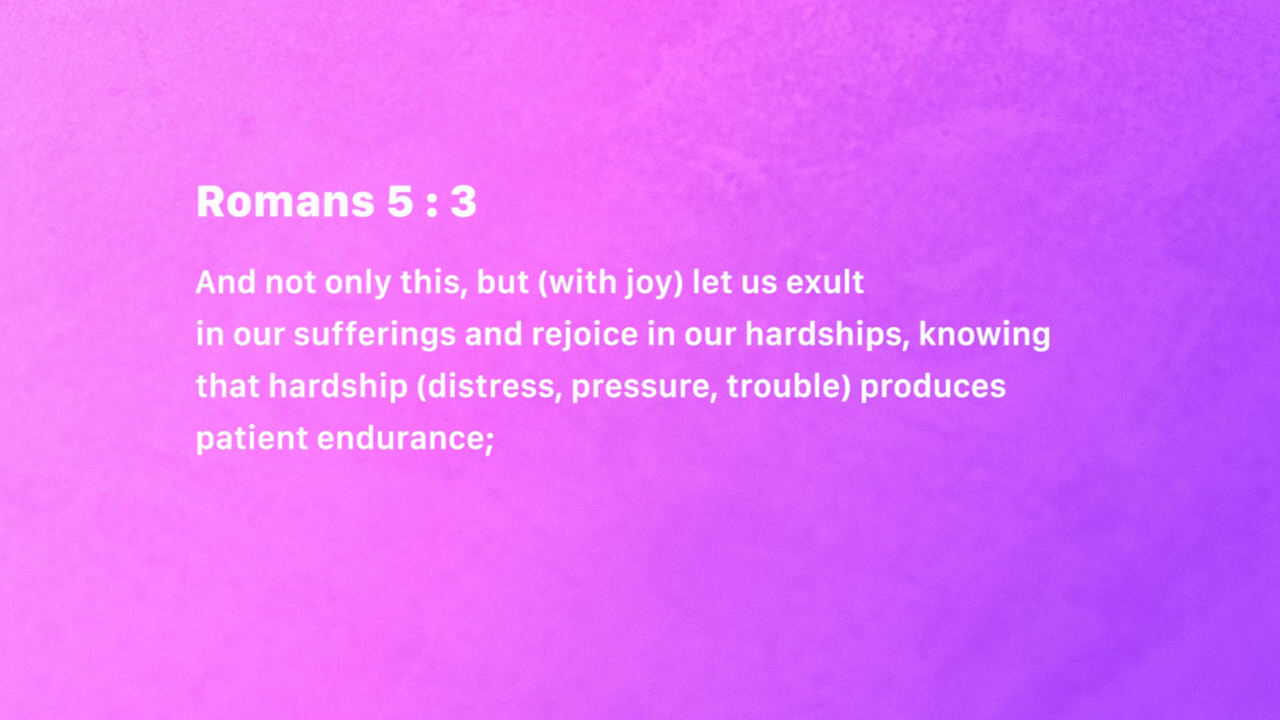 Romans 5 : 3
And not only this, but (with joy) let us exult
in our sufferings and rejoice in our hardships, knowing
that hardship (distress, pressure, trouble) produces
patient endurance;